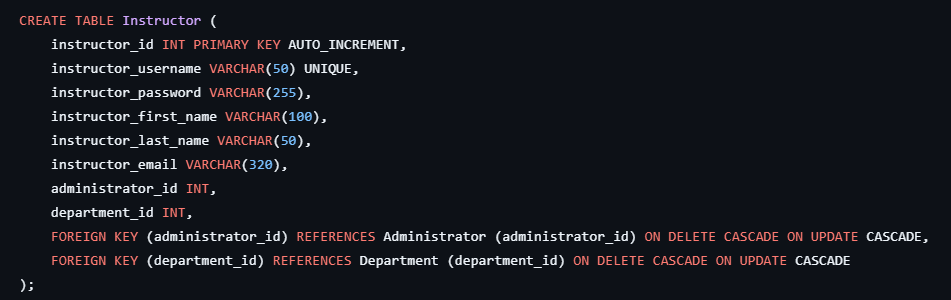 CREATE TABLE Instructor (
    instructor_id INT PRIMARY KEY AUTO_INCREMENT,
    instructor_username VARCHAR(50) UNIQUE,
    instructor_password VARCHAR(255),
    instructor_first_name VARCHAR(100),
    instructor_last_name VARCHAR(50),
    instructor_email VARCHAR(320),
    administrator_id INT,
    department_id INT,
    FOREIGN KEY (administrator_id) REFERENCES Administrator (administrator_id) ON DELETE CASCADE ON UPDATE CASCADE,
    FOREIGN KEY (department_id) REFERENCES Department (department_id) ON DELETE CASCADE ON UPDATE CASCADE
);